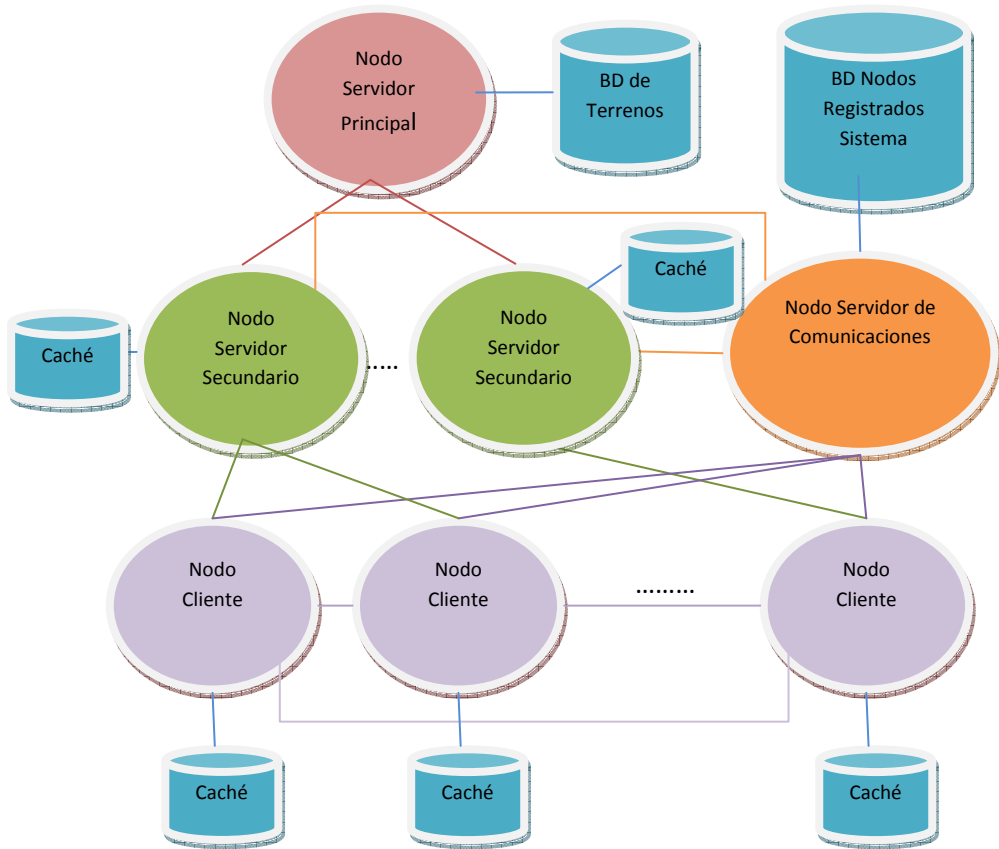 Nodo
Servidor
Principal
BD de
Terrenos
BD Nodos
Registrados
Sistema
Caché
Nodo
Servidor
Secundario
......
Nodo
Servidor
Secundario
Caché
Nodo Servidor de
Comunicaciones
Nodo
Cliente
Nodo
Cliente
.........
Nodo
Cliente
Caché
Caché
Caché